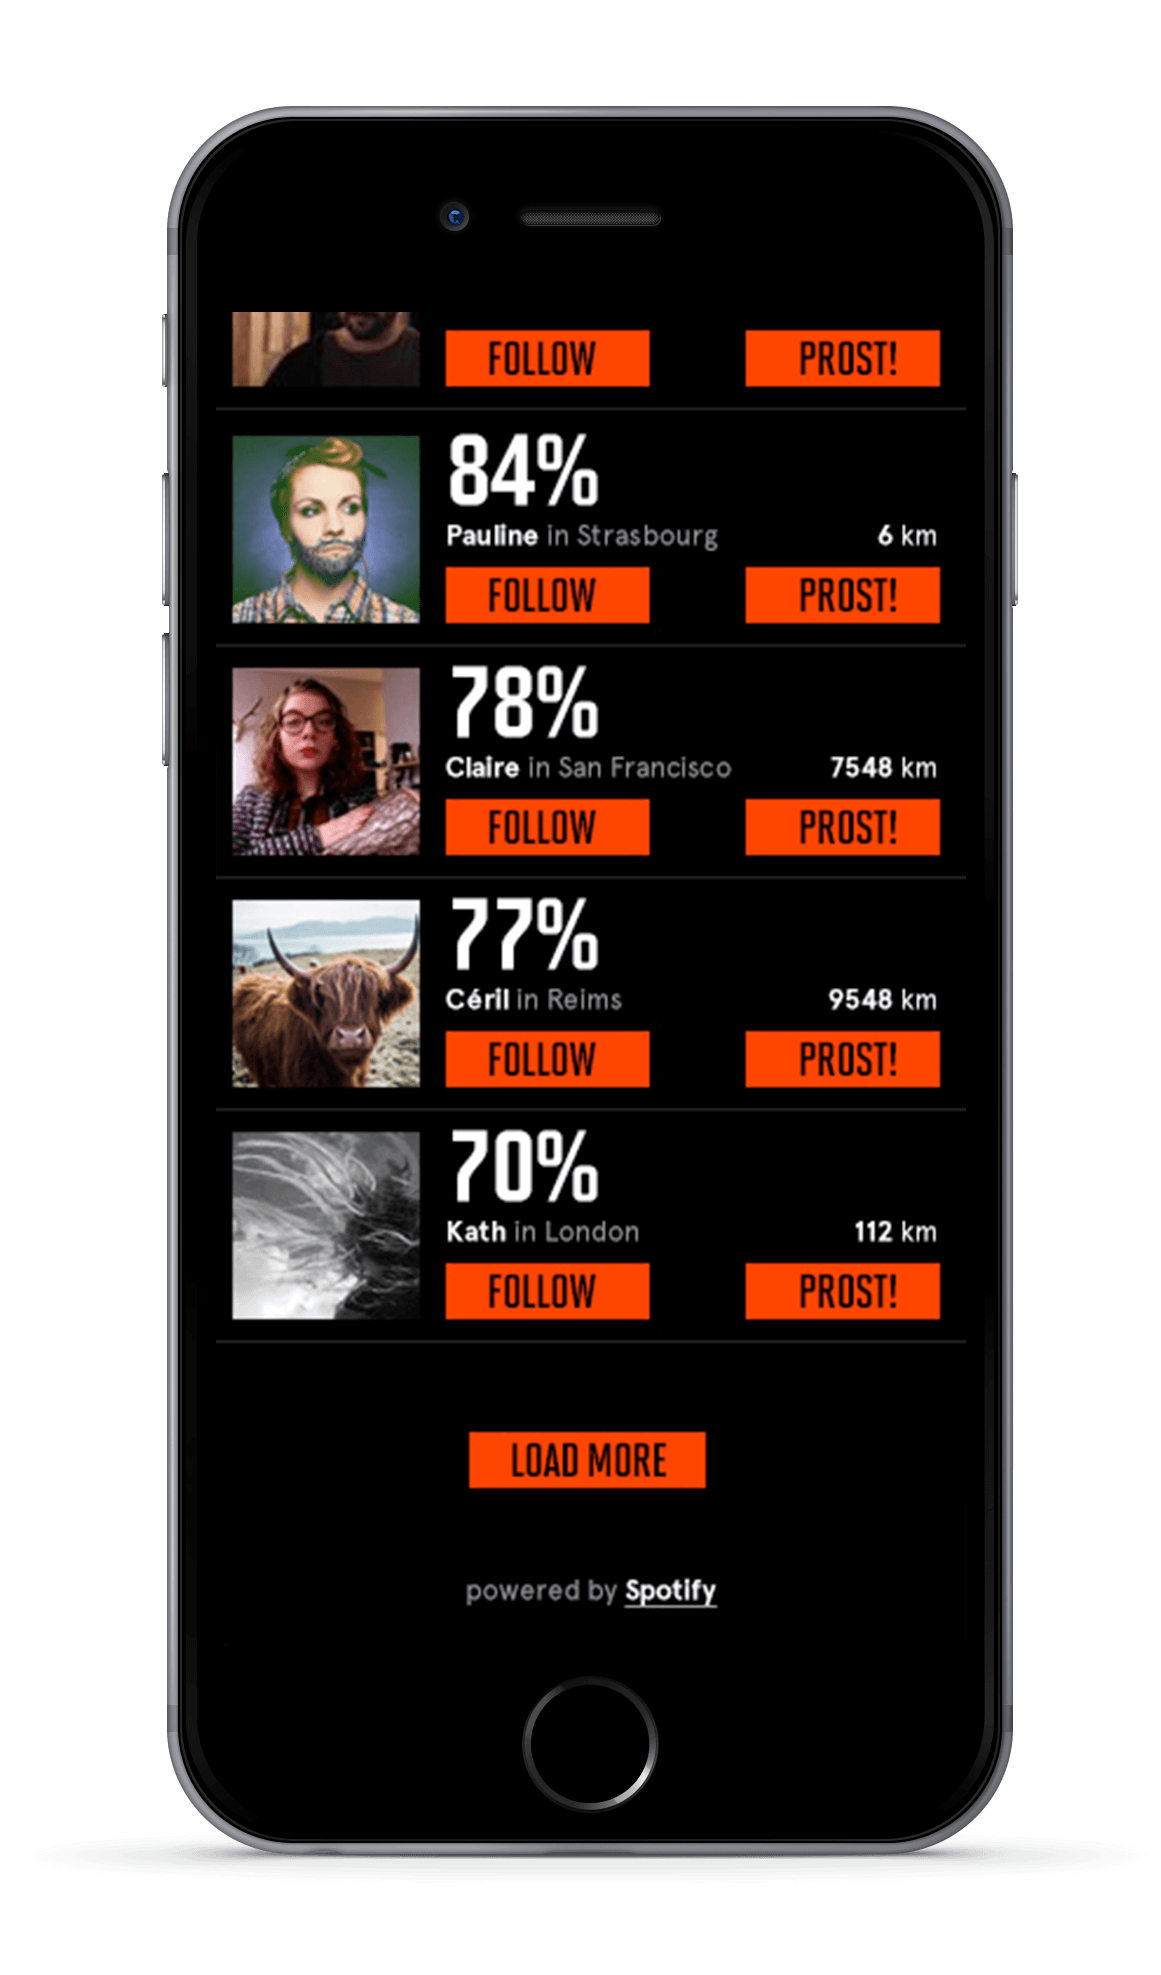 FOLLOW PROST!
84%
Pauline in Strasbourg 6 km
FOLLOW PROST!
78%
Claire in San Francisco 7548 km
FOLLOW PROST!
77%
Céril in Reims 9548 km
FOLLOW PROST!
70%
Kath in London 112 km
FOLLOW PROST!
LOAD MORE
powered by Spotify